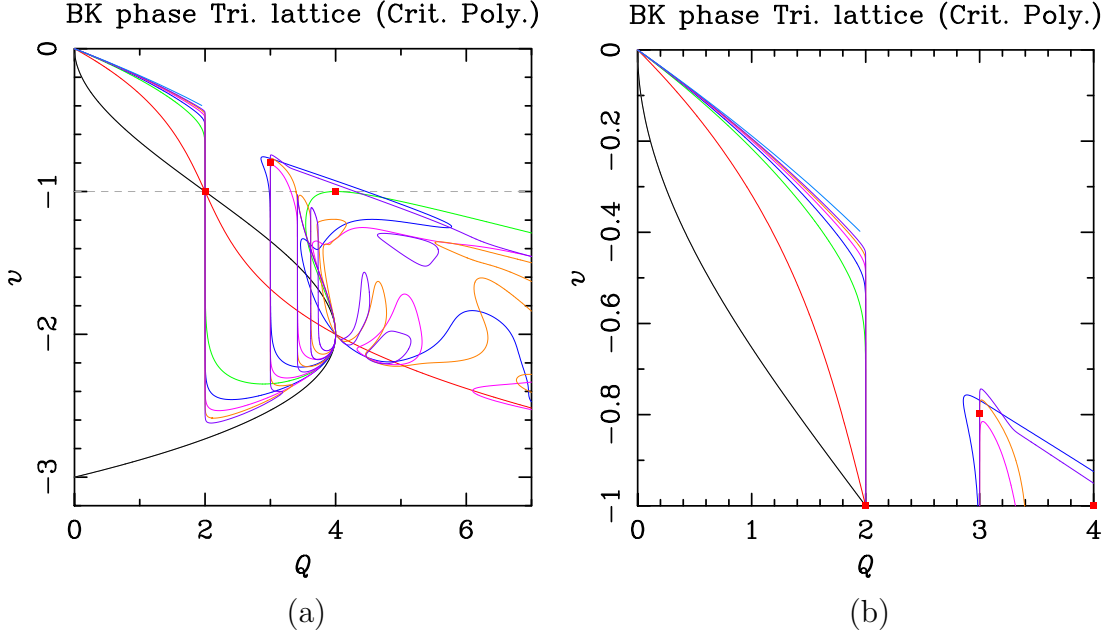 BK phase Tri. lattice (Crit. Poly.)
0
−1
−2
−3
v
0
2
4
6
Q
(a)
BK phase Tri. lattice (Crit. Poly.)
0
−0.2
−0.4
−0.6
−0.8
−1
v
0
1
2
3
4
Q
(b)